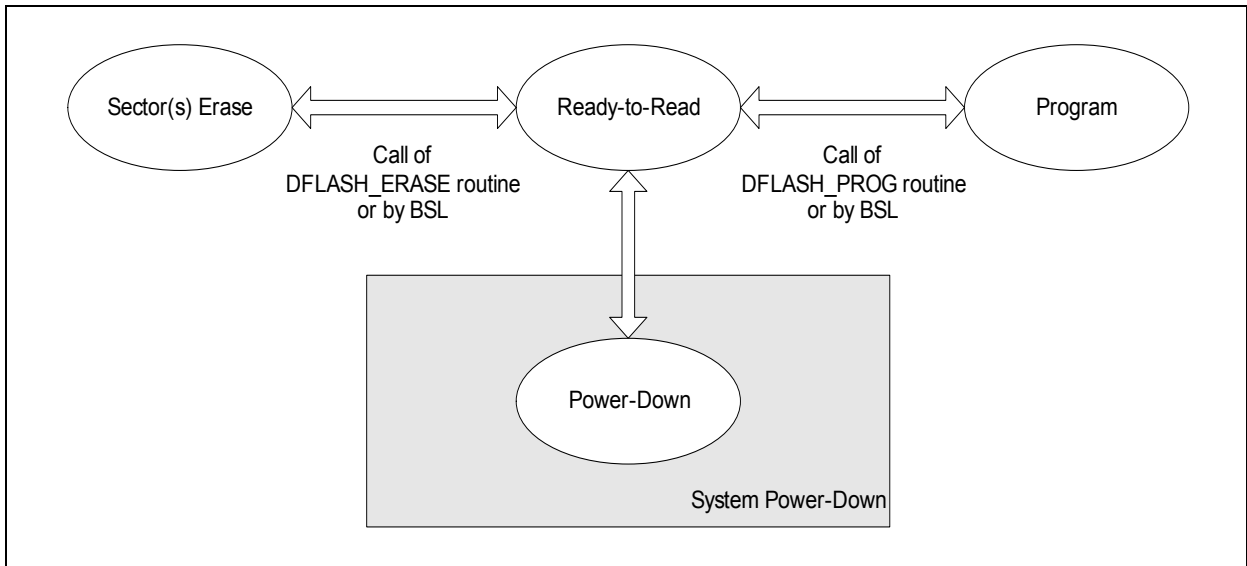 Sector(s) Erase
Ready-to-Read
Program
Call of
DFLASH_ERASE routine
or by BSL
Call of
DFLASH_PROG routine
or by BSL
Power-Down
System Power-Down